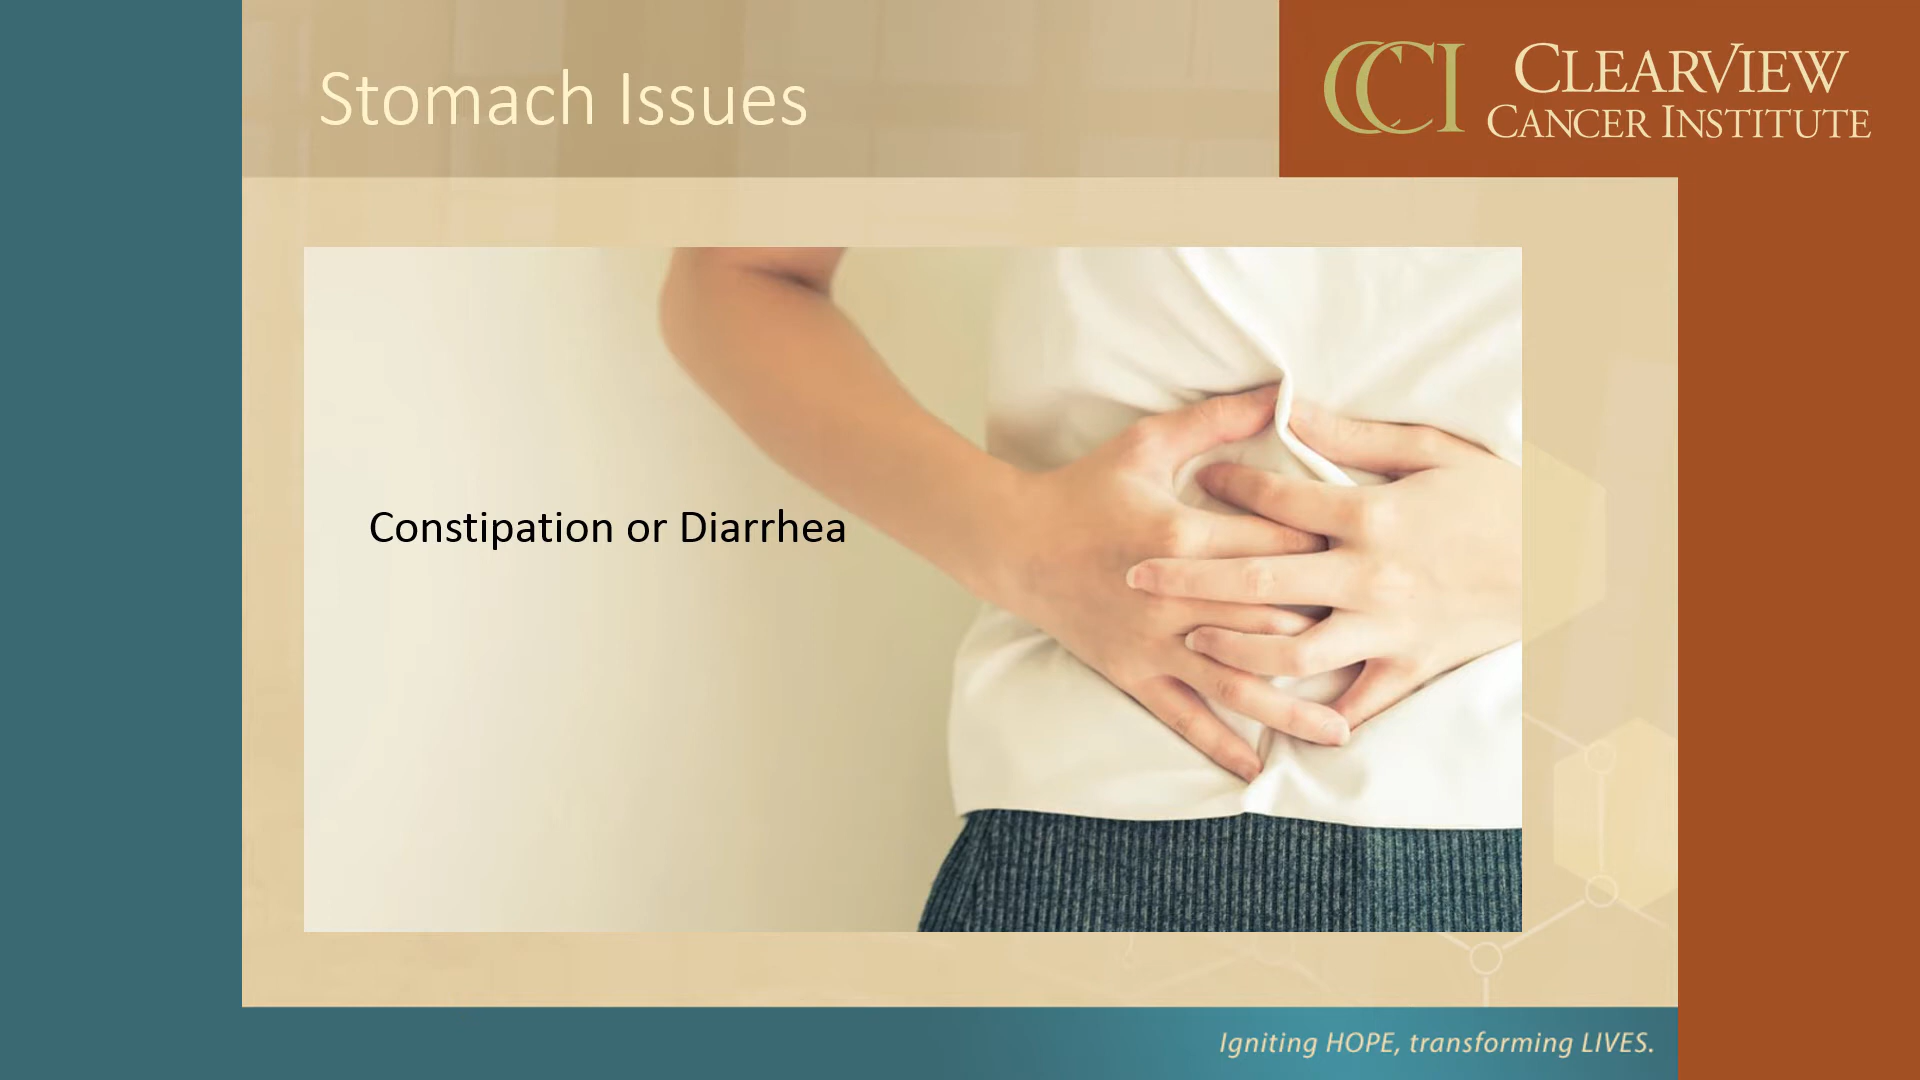 Stomach Issues
CCI CLEARVIEW
CANCER INSTITUTE
Constipation or Diarrhea
Igniting HOPE, transforming LIVES.